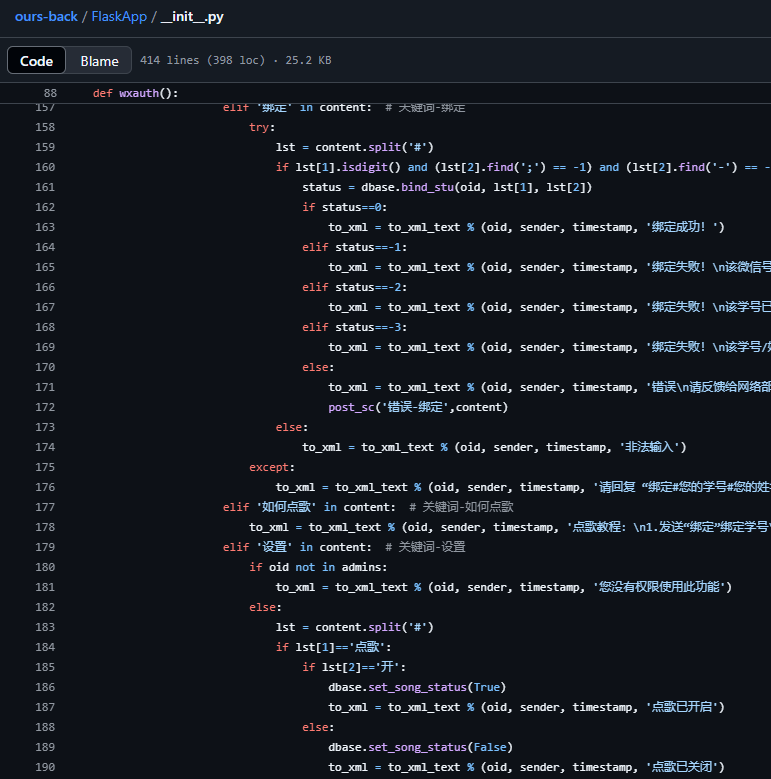 ours-back / FlaskApp / __init__.py
Code Blame 414 lines (398 loc) · 25.2 KB
88 def wxauth():
157 elif '绑定' in content: # 关键词-绑定
158 try:
159 lst = content.split('#')
160 if lst[1].isdigit() and (lst[2].find(';') == -1) and (lst[2].find('-') == -
161 status = dbase.bind_stu(oid, lst[1], lst[2])
162 if status==0:
163 to_xml = to_xml_text % (oid, sender, timestamp, '绑定成功！')
164 elif status==-1:
165 to_xml = to_xml_text % (oid, sender, timestamp, '绑定失败！\n该微信号
166 elif status==-2:
167 to_xml = to_xml_text % (oid, sender, timestamp, '绑定失败！\n该学号已
168 elif status==-3:
169 to_xml = to_xml_text % (oid, sender, timestamp, '绑定失败！\n该学号/
170 else:
171 to_xml = to_xml_text % (oid, sender, timestamp, '错误\n请反馈给网络部
172 post_sc('错误-绑定',content)
173 else:
174 to_xml = to_xml_text % (oid, sender, timestamp, '非法输入')
175 except:
176 to_xml = to_xml_text % (oid, sender, timestamp, '请回复 “绑定#您的学号#您的姓
177 elif '如何点歌' in content: # 关键词-如何点歌
178 to_xml = to_xml_text % (oid, sender, timestamp, '点歌教程：\n1.发送“绑定”绑定学号\
179 elif '设置' in content: # 关键词-设置
180 if oid not in admins:
181 to_xml = to_xml_text % (oid, sender, timestamp, '您没有权限使用此功能')
182 else:
183 lst = content.split('#')
184 if lst[1]=='点歌':
185 if lst[2]=='开':
186 dbase.set_song_status(True)
187 to_xml = to_xml_text % (oid, sender, timestamp, '点歌已开启')
188 else:
189 dbase.set_song_status(False)
190 to_xml = to_xml_text % (oid, sender, timestamp, '点歌已关闭')